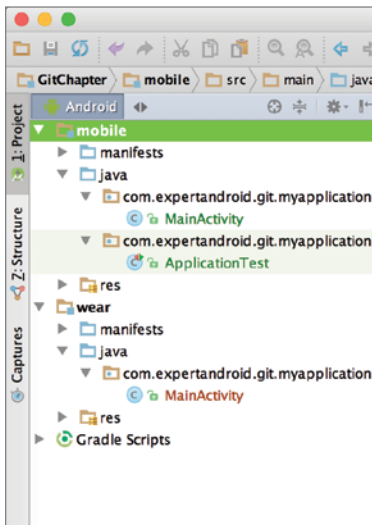 GitChapter mobile src main java
1: Project
Android
mobile
manifests
java
com.expertandroid.git.myapplication
MainActivity
com.expertandroid.git.myapplication
ApplicationTest
res
wear
manifests
java
com.expertandroid.git.myapplication
MainActivity
res
Gradle Scripts
Z: Structure
Captures